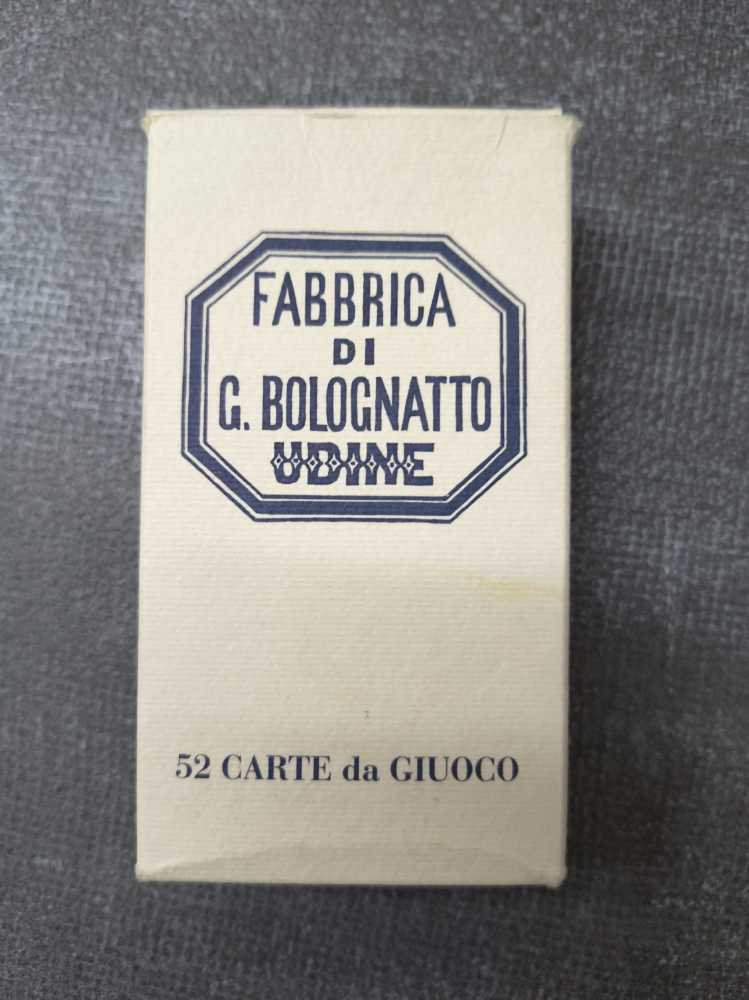 FABBRICA
DI
G. BOLOGNATTO
UDINE
52 CARTE da GIUOCO